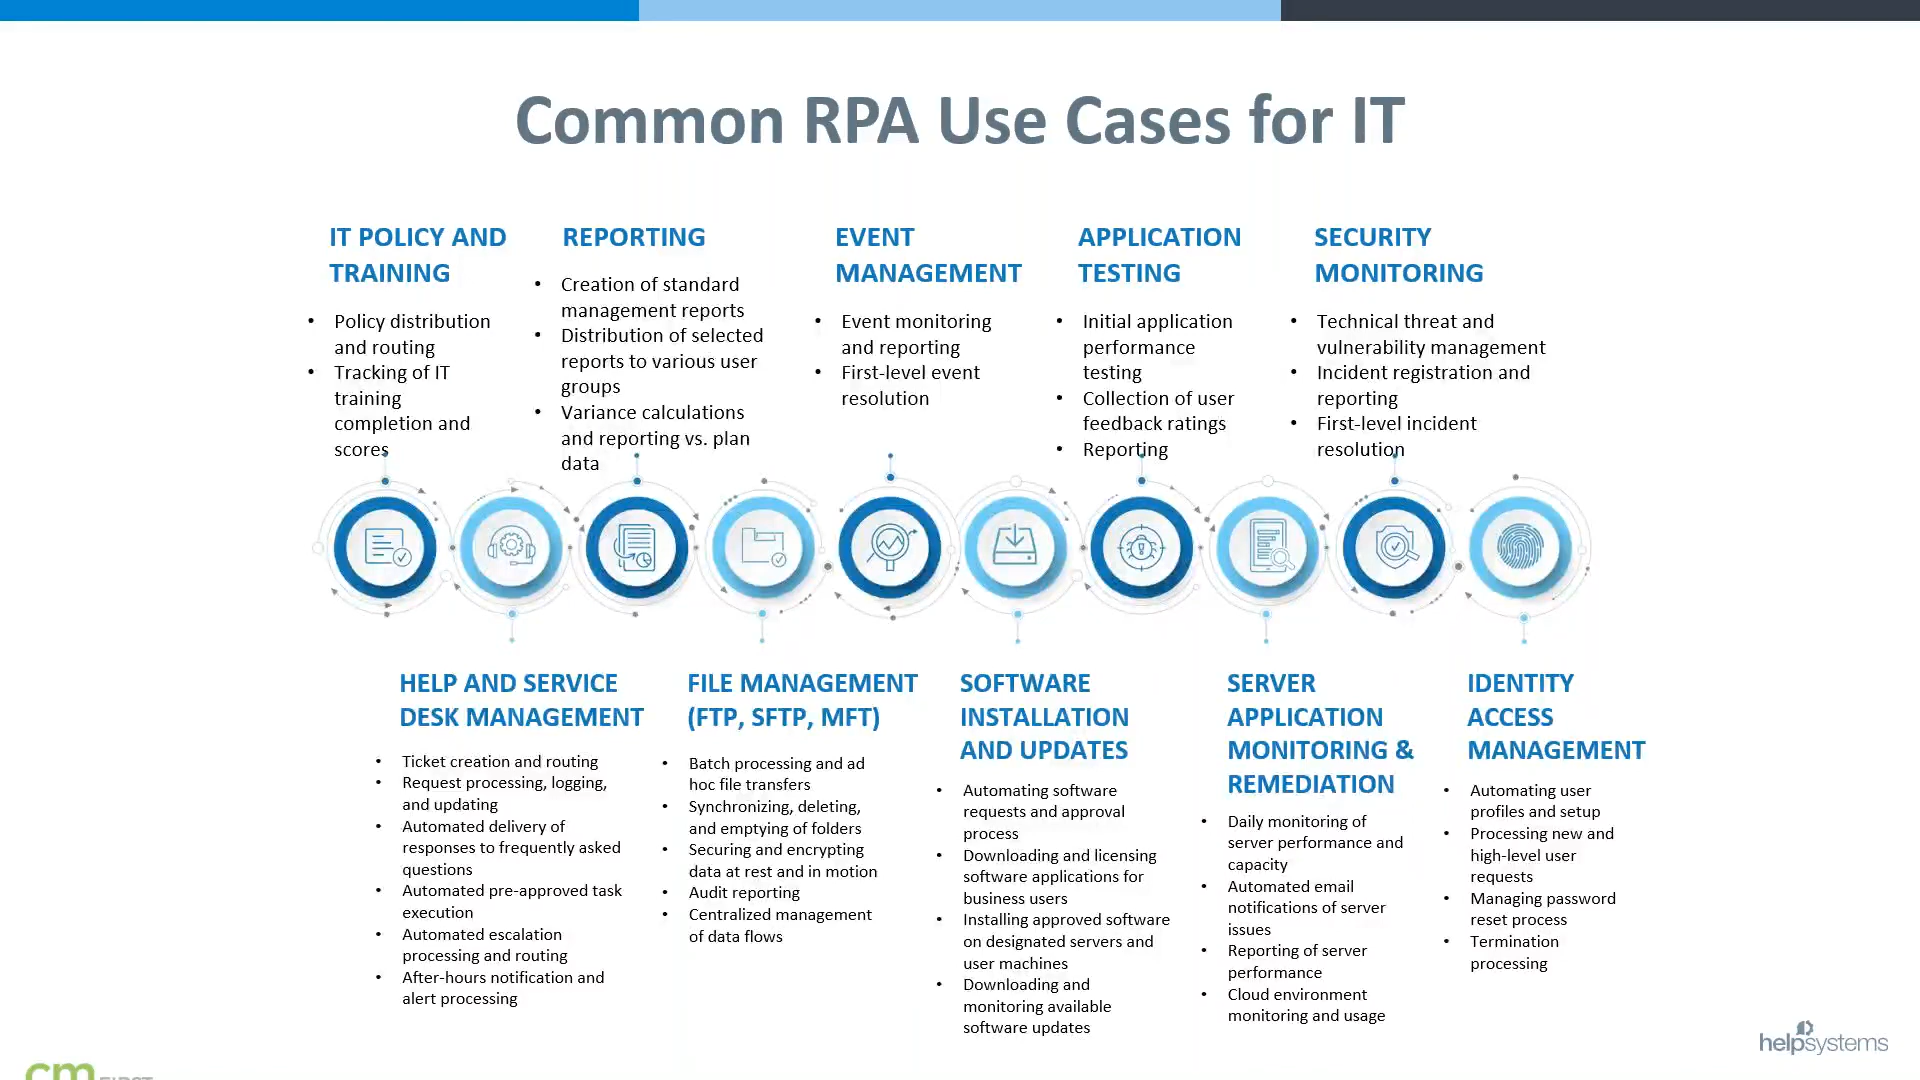 Common RPA Use Cases for IT
IT POLICY AND
TRAINING
• Policy distribution
and routing
• Tracking of IT
training
completion and
scores
REPORTING
• Creation of standard
management reports
• Distribution of selected
reports to various user
groups
• Variance calculations
and reporting vs. plan
data
EVENT
MANAGEMENT
• Event monitoring
and reporting
• First-level event
resolution
APPLICATION
TESTING
• Initial application
performance
testing
• Collection of user
feedback ratings
• Reporting
SECURITY
MONITORING
• Technical threat and
vulnerability management
• Incident registration and
reporting
• First-level incident
resolution
HELP AND SERVICE
DESK MANAGEMENT
• Ticket creation and routing
• Request processing, logging,
and updating
• Automated delivery of
responses to frequently asked
questions
• Automated pre-approved task
execution
• Automated escalation
processing and routing
• After-hours notification and
alert processing
FILE MANAGEMENT
(FTP, SFTP, MFT)
• Batch processing and ad
hoc file transfers
• Synchronizing, deleting,
and emptying of folders
• Securing and encrypting
data at rest and in motion
• Audit reporting
• Centralized management
of data flows
SOFTWARE
INSTALLATION
AND UPDATES
• Automating software
requests and approval
process
• Downloading and licensing
software applications for
business users
• Installing approved software
on designated servers and
user machines
• Downloading and
monitoring available
software updates
SERVER
APPLICATION
MONITORING &
REMEDIATION
• Daily monitoring of
server performance and
capacity
• Automated email
notifications of server
issues
• Reporting of server
performance
• Cloud environment
monitoring and usage
IDENTITY
ACCESS
MANAGEMENT
• Automating user
profiles and setup
• Processing new and
high-level user
requests
• Managing password
reset process
• Termination
processing
helpsystems
cm FIRST